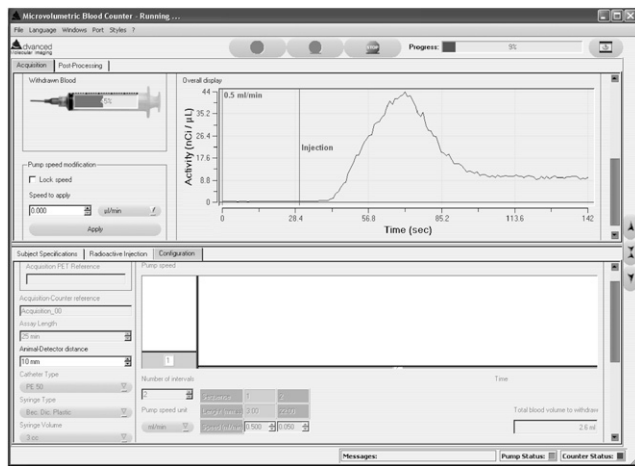 Microvolumetric Blood Counter - Running ...
File Language Windows Port Styles ?
Advanced
Molecular Imaging
STOP
Progress: 9%
Acquisition Post-Processing
Withdrawn Blood
5%
Pump speed modification
Lock speed
Speed to apply
0.000 µl/min
Apply
Overall display
0.5 ml/min
Injection
Activity (nCi / µL)
44
35.2
26.4
17.6
8.8
0
0 28.4 56.8 85.2 113.6 142
Time (sec)
Subject Specifications Radioactive Injection Configuration
Acquisition PET Reference
Acquisition-Counter reference
Acquisition_00
Assay Length
25 min
Animal-Detector distance
10 mm
Catheter Type
PE 50
Syringe Type
Bec. Dic. Plastic
Syringe Volume
3 cc
Pump speed
1
Time
Number of intervals
2
Pump speed unit
ml/min
Sequence 1 2
3.00 22.00
0.500 0.050
Total blood volume to withdraw
2.6 ml
Messages: Pump Status: Counter Status: